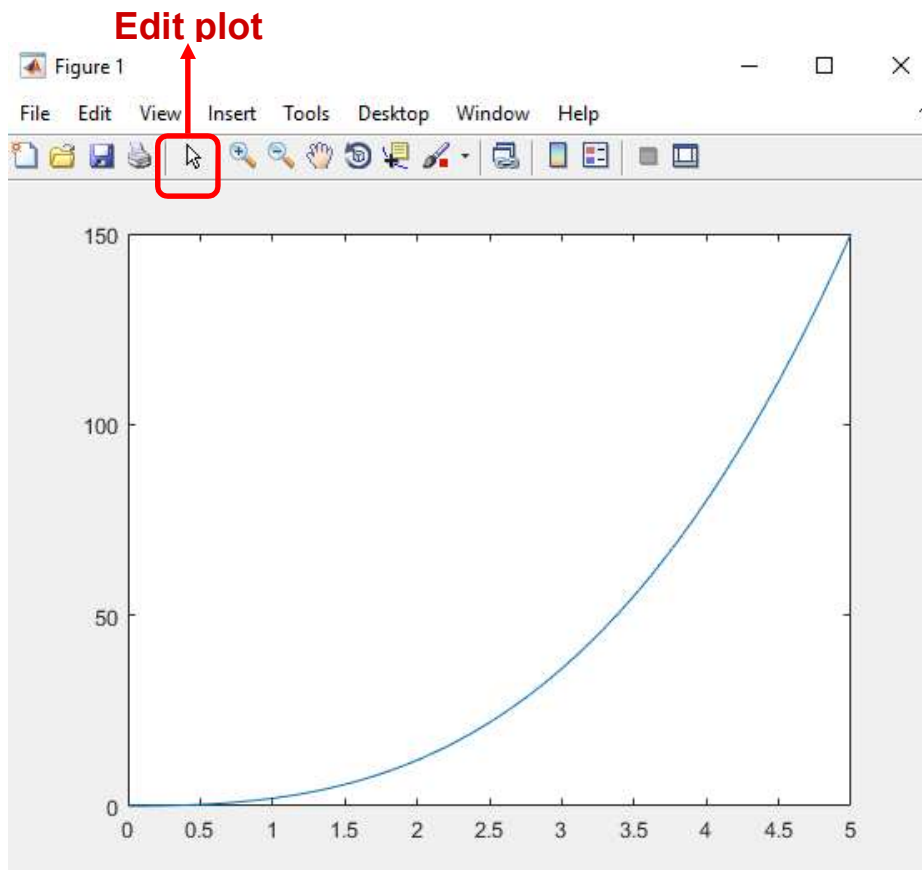 Edit plot
Figure 1
File Edit View Insert Tools Desktop Window Help
150
100
50
0
0 0.5 1 1.5 2 2.5 3 3.5 4 4.5 5